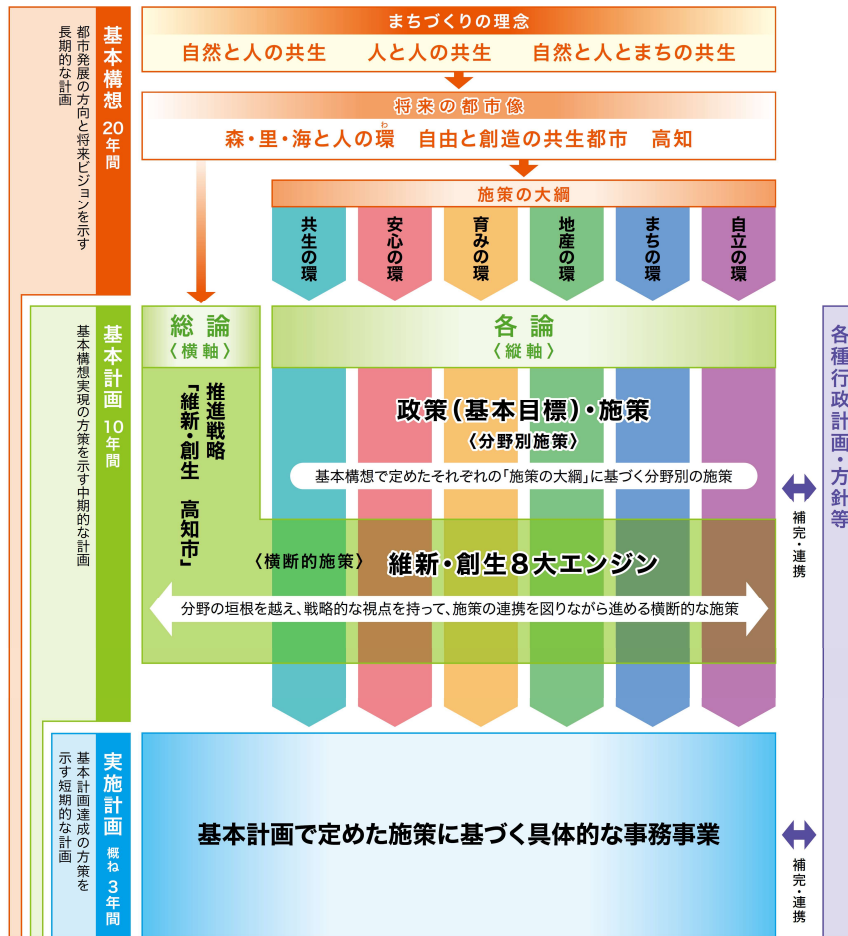 基本構想 20年間
都市発展の方向と将来ビジョンを示す
長期的な計画
まちづくりの理念
自然と人の共生 人と人の共生 自然と人とまちの共生
将来の都市像
わ
森・里・海と人の環 自由と創造の共生都市 高知
施策の大綱
共生の環
安心の環
育みの環
地産の環
まちの環
自立の環
基本計画 10年間
基本構想実現の方策を示す中期的な計画
総論
〈横軸〉
推進戦略
「維新・創生 高知市」
各論
〈縦軸〉
政策(基本目標)・施策
〈分野別施策〉
基本構想で定めたそれぞれの「施策の大綱」に基づく分野別の施策
〈横断的施策〉 維新・創生8大エンジン
分野の垣根を越え、戦略的な視点を持って、施策の連携を図りながら進める横断的な施策
補完・連携
各種行政計画・方針等
実施計画 概ね3年間
基本計画達成の方策を
示す短期的な計画
基本計画で定めた施策に基づく具体的な事務事業
補完・連携